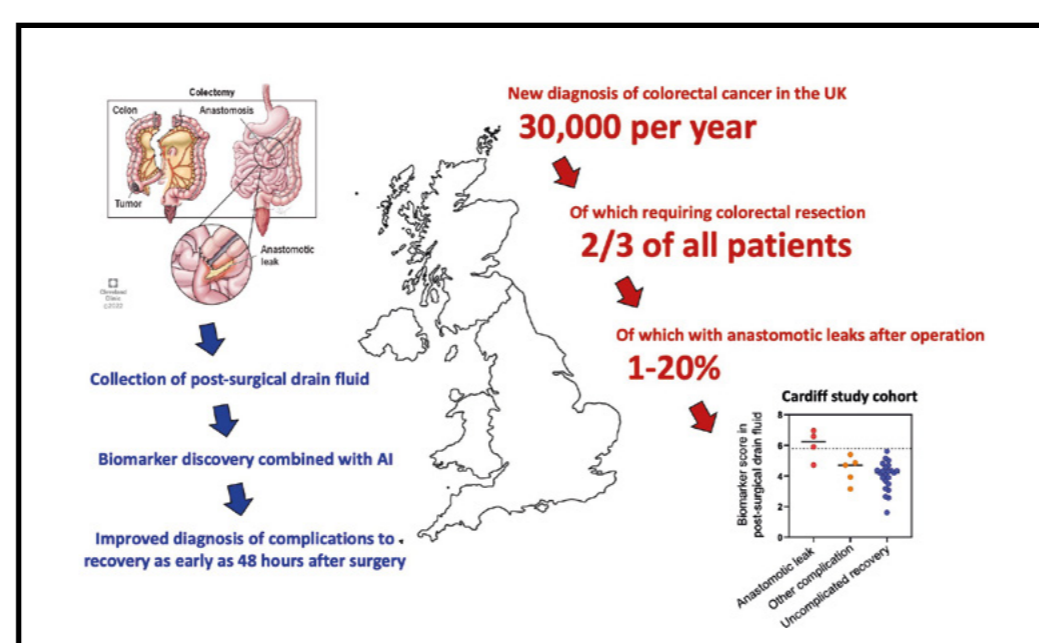 Colectomy
Colon
Anastomosis
Tumor
Anastomotic
leak
Cleveland
Clinic
©2022
Collection of post-surgical drain fluid
Biomarker discovery combined with AI
Improved diagnosis of complications to
recovery as early as 48 hours after surgery
New diagnosis of colorectal cancer in the UK
30,000 per year
Of which requiring colorectal resection
2/3 of all patients
Of which with anastomotic leaks after operation
1-20%
Cardiff study cohort
Biomarker score in
post-surgical drain fluid
8
6
4
2
0
Anastomotic leak
Other complication
Uncomplicated recovery